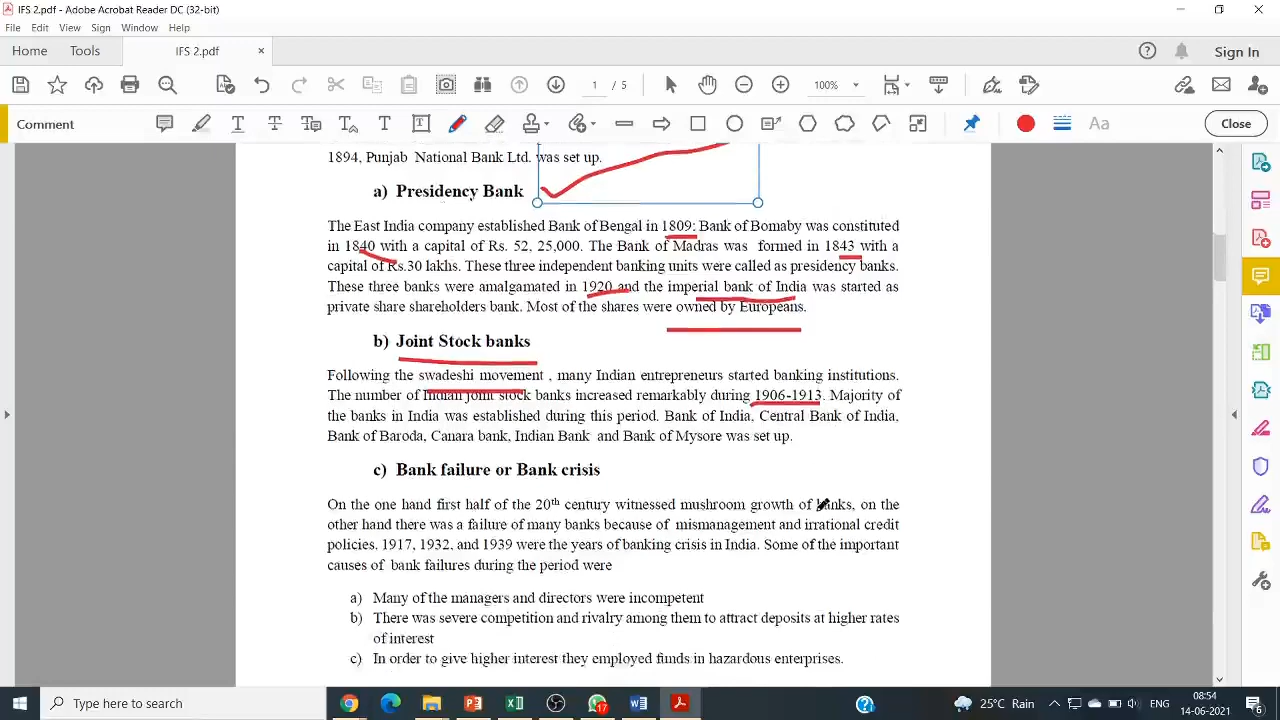 IFS 2.pdf - Adobe Acrobat Reader DC (32-bit)
File Edit View Sign Window Help
Home Tools IFS 2.pdf × Sign In
1 / 5 100%
Comment Aa Close
1894, Punjab National Bank Ltd. was set up.
a) Presidency Bank
The East India company established Bank of Bengal in 1809: Bank of Bomaby was constituted
in 1840 with a capital of Rs. 52, 25,000. The Bank of Madras was formed in 1843 with a
capital of Rs.30 lakhs. These three independent banking units were called as presidency banks.
These three banks were amalgamateq in 1920 and the imperial bank of India was started as
private share shareholders bank. Most of the shares were owned by Europeans.
b) Joint Stock banks
Following the swadeshi movement , many Indian entrepreneurs started banking institutions.
The number of Indian joint stock banks increased remarkably during 1906-1913. Majority of
the banks in India was established during this period. Bank of India, Central Bank of India,
Bank of Baroda, Canara bank, Indian Bank and Bank of Mysore was set up.
c) Bank failure or Bank crisis
On the one hand first half of the 20th century witnessed mushroom growth of banks, on the
other hand there was a failure of many banks because of mismanagement and irrational credit
policies. 1917, 1932, and 1939 were the years of banking crisis in India. Some of the important
causes of bank failures during the period were
a) Many of the managers and directors were incompetent
b) There was severe competition and rivalry among them to attract deposits at higher rates
of interest
c) In order to give higher interest they employed funds in hazardous enterprises.
Type here to search 17 25°C Rain ENG 08:54
14-06-2021 6